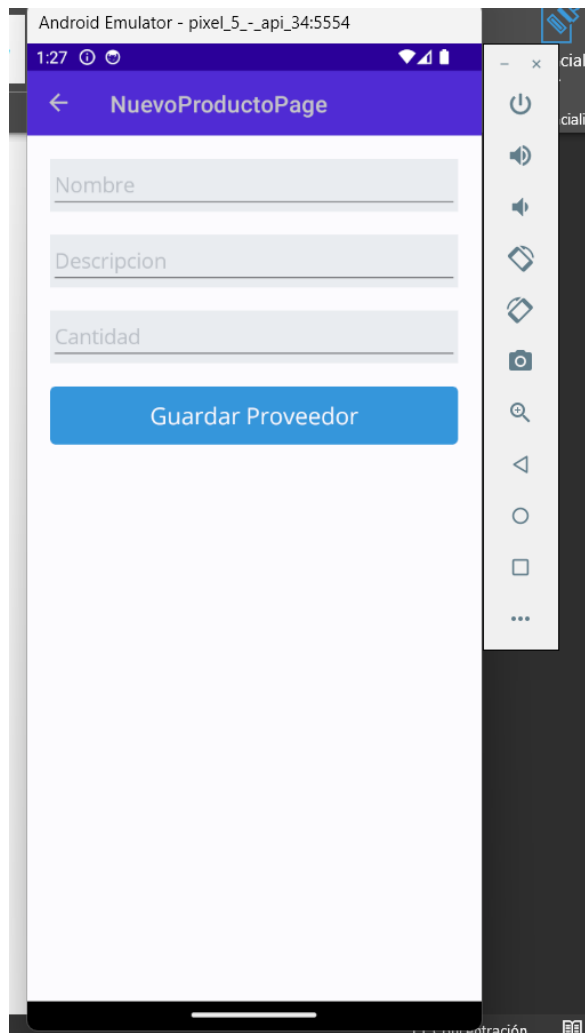 Android Emulator - pixel_5_-_api_34:5554
1:27
NuevoProductoPage
Nombre
Descripcion
Cantidad
Guardar Proveedor